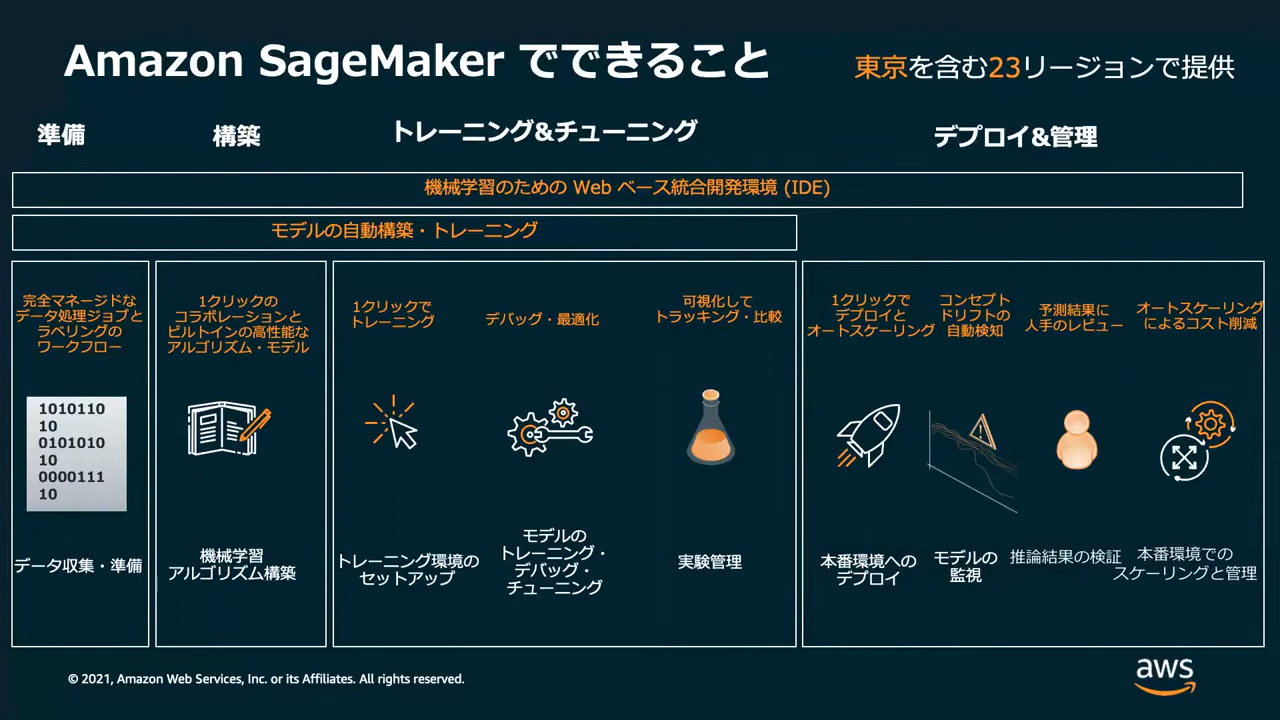 Amazon SageMaker でできること
東京を含む23リージョンで提供
準備
構築
トレーニング&チューニング
デプロイ&管理
機械学習のための Web ベース統合開発環境 (IDE)
モデルの自動構築・トレーニング
完全マネージドな
データ処理ジョブと
ラベリングの
ワークフロー
1010110
10
0101010
10
0000111
10
データ収集・準備
1クリックの
コラボレーションと
ビルトインの高性能な
アルゴリズム・モデル
機械学習
アルゴリズム構築
1クリックで
トレーニング
トレーニング環境の
セットアップ
デバッグ・最適化
モデルの
トレーニング・
デバッグ・
チューニング
可視化して
トラッキング・比較
実験管理
1クリックで
デプロイと
オートスケーリング
本番環境への
デプロイ
コンセプト
ドリフトの
自動検知
モデルの
監視
予測結果に
人手のレビュー
推論結果の検証
オートスケーリング
によるコスト削減
本番環境での
スケーリングと管理
© 2021, Amazon Web Services, Inc. or its Affiliates. All rights reserved.
aws